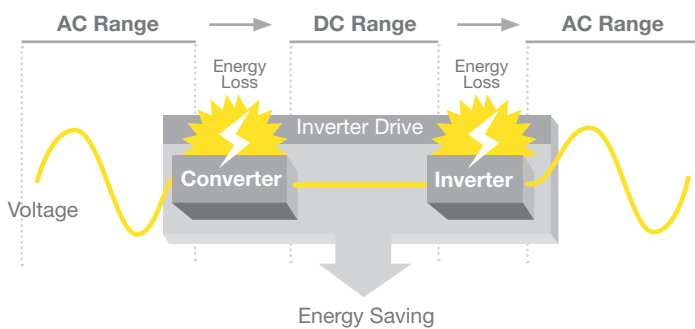 AC Range
DC Range
AC Range
Energy
Loss
Energy
Loss
Inverter Drive
Converter
Inverter
Voltage
Energy Saving